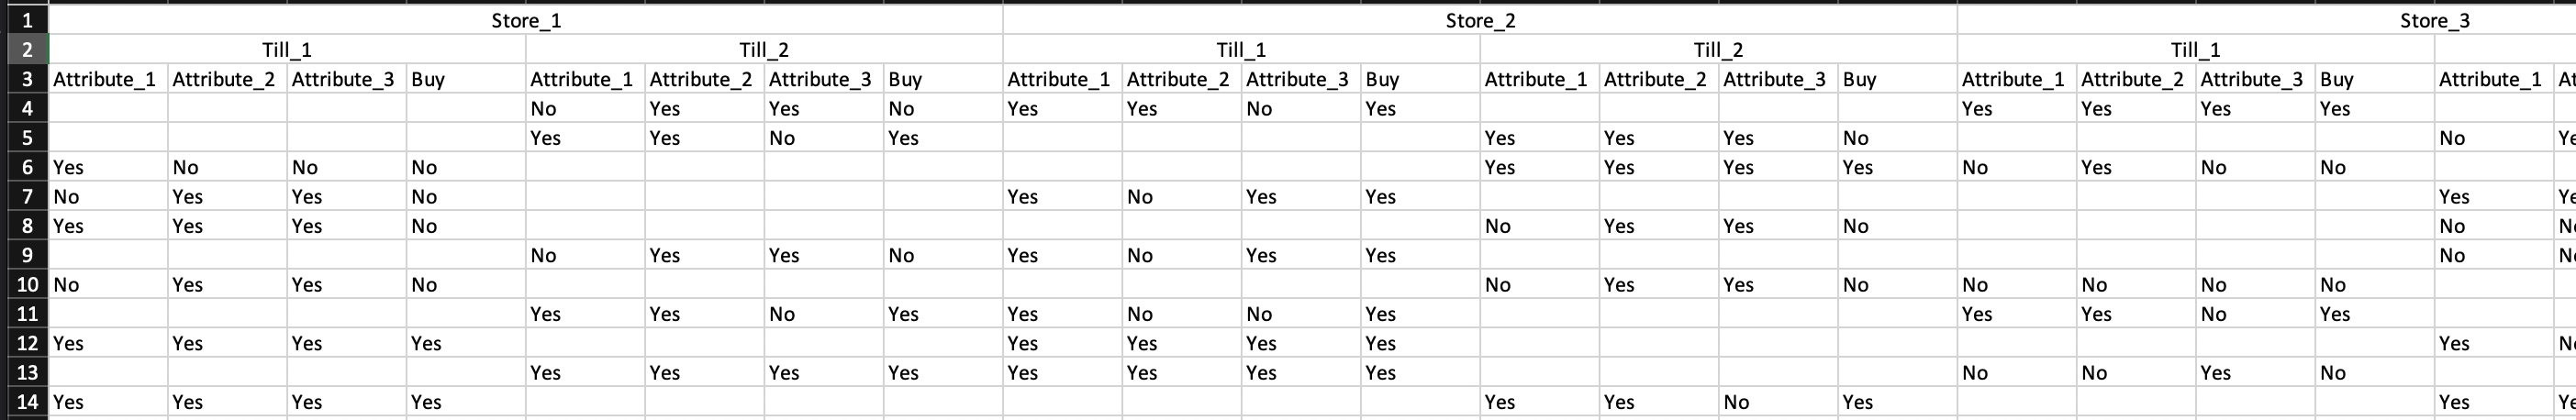 1 Store_1 Store_2 Store_3
2 Till_1 Till_2 Till_1 Till_2 Till_1
3 Attribute_1 Attribute_2 Attribute_3 Buy Attribute_1 Attribute_2 Attribute_3 Buy Attribute_1 Attribute_2 Attribute_3 Buy Attribute_1 Attribute_2 Attribute_3 Buy Attribute_1 Attribute_2 Attribute_3 Buy Attribute_1
4 No Yes Yes No Yes Yes No Yes Yes Yes Yes Yes
5 Yes Yes No Yes Yes Yes Yes No No
6 Yes No No No Yes Yes Yes Yes No Yes No No
7 No Yes Yes No Yes No Yes Yes Yes
8 Yes Yes Yes No No Yes Yes No No
9 No Yes Yes No Yes No Yes Yes No
10 No Yes Yes No No Yes Yes No No No No No
11 Yes Yes No Yes Yes No No Yes Yes Yes No Yes
12 Yes Yes Yes Yes Yes Yes Yes Yes Yes
13 Yes Yes Yes Yes Yes Yes Yes Yes No No Yes No
14 Yes Yes Yes Yes Yes Yes No Yes Yes